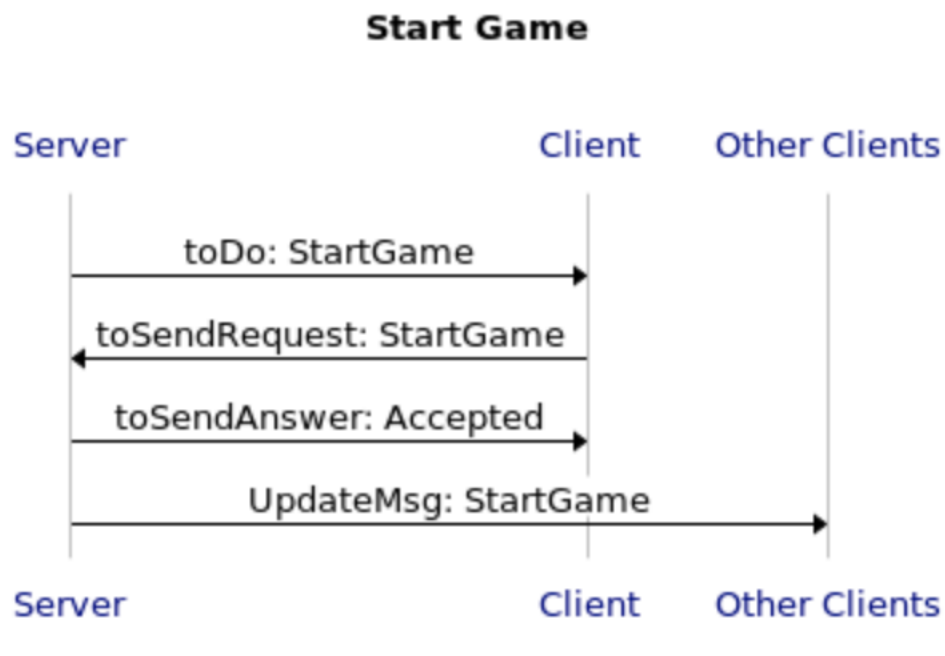 Start Game
Server Client Other Clients
toDo: StartGame
toSendRequest: StartGame
toSendAnswer: Accepted
UpdateMsg: StartGame
Server Client Other Clients